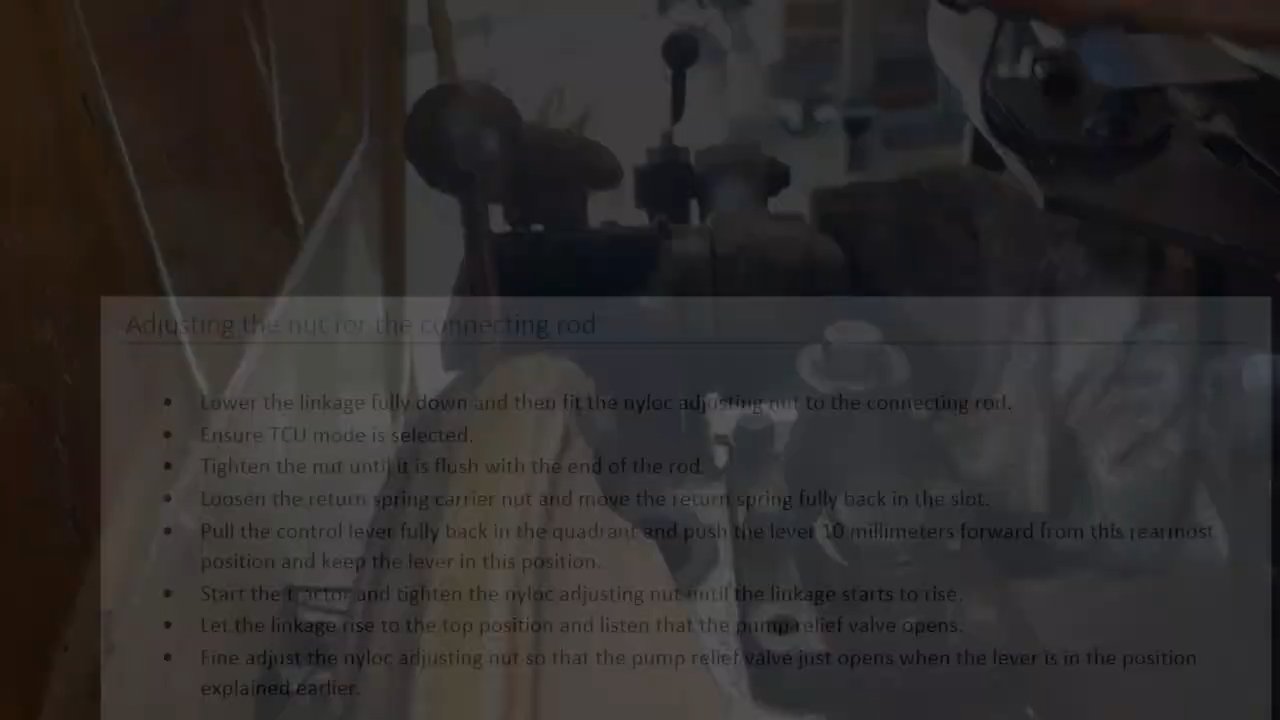 Adjusting the nut for the connecting rod
• Lower the linkage fully down and then fit the nyloc adjusting nut to the connecting rod.
• Ensure TCU mode is selected.
• Tighten the nut until it is flush with the end of the rod.
• Loosen the return spring carrier nut and move the return spring fully back in the slot.
• Pull the control lever fully back in the quadrant and push the lever 10 millimeters forward from this rearmost
position and keep the lever in this position.
• Start the tractor and tighten the nyloc adjusting nut until the linkage starts to rise.
• Let the linkage rise to the top position and listen that the pump relief valve opens.
• Fine adjust the nyloc adjusting nut so that the pump relief valve just opens when the lever is in the position
explained earlier.